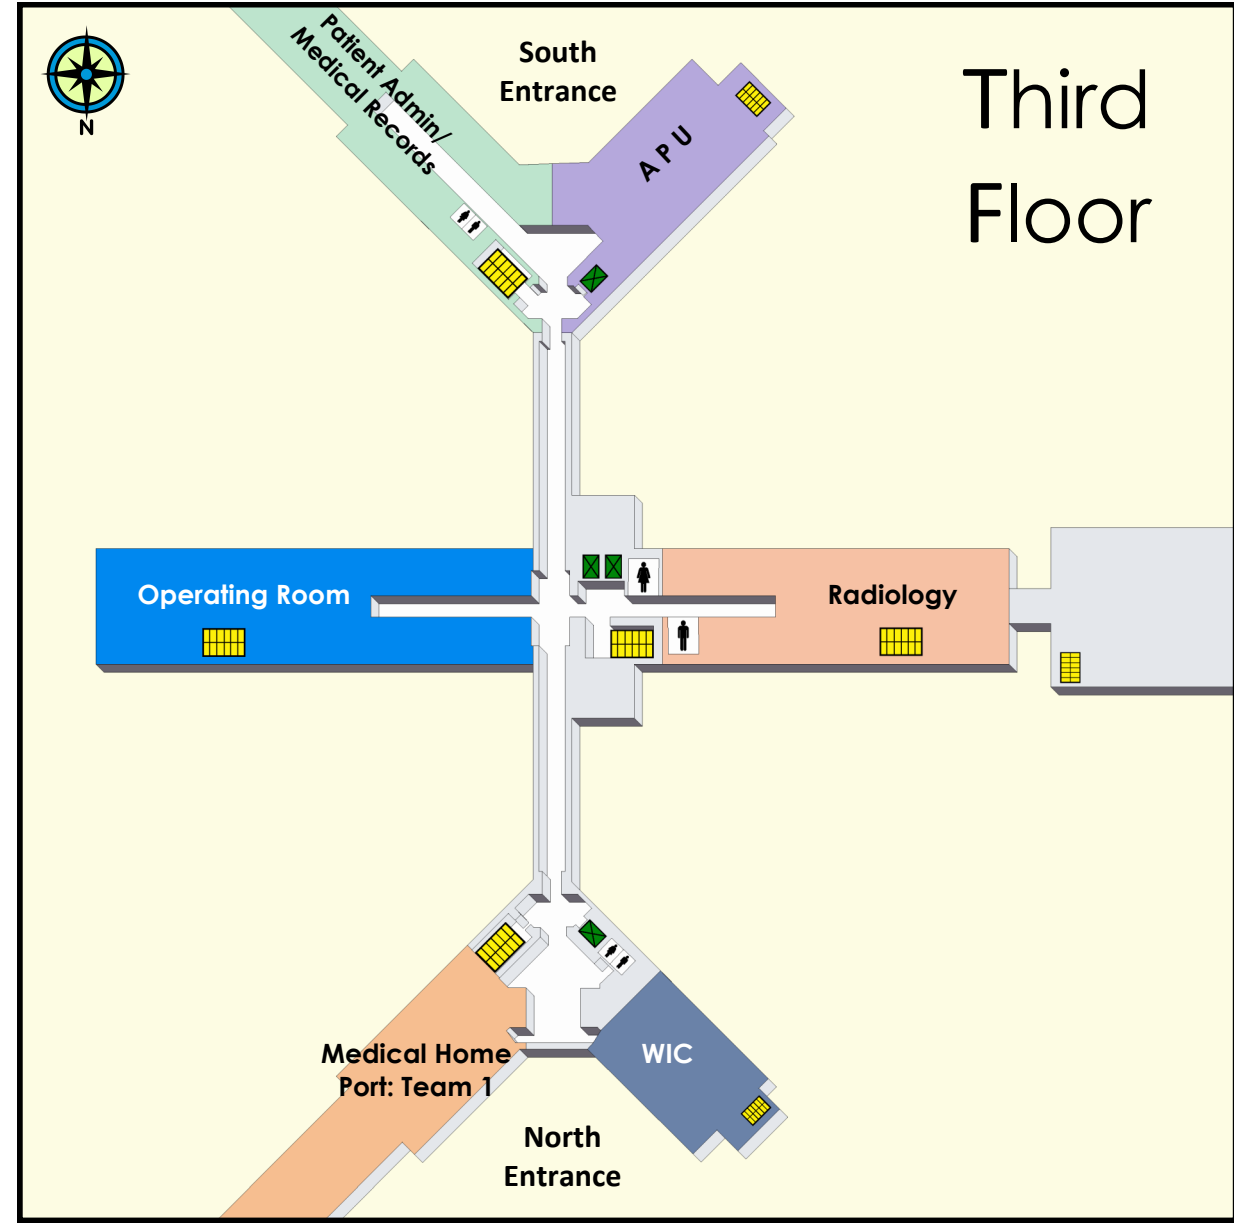 Patient Admin/
Medical Records
South
Entrance
Third
Floor
N
A P U
Operating Room
Radiology
Medical Home
Port: Team 1
WIC
North
Entrance